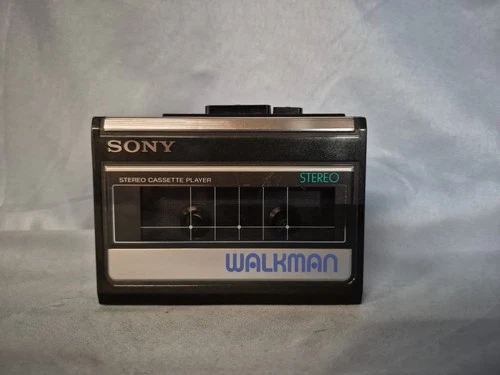 SONY
STEREO CASSETTE PLAYER
STEREO
WALKMAN